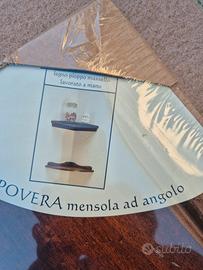 legno pioppo massello
lavorato a mano
POVERA mensola ad angolo
subito